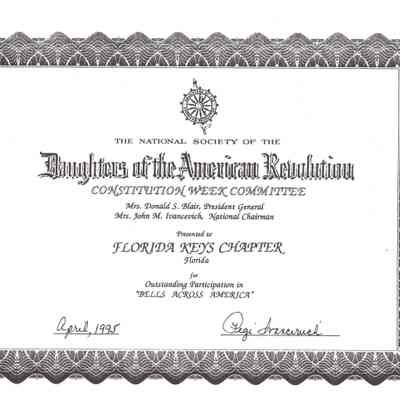 THE NATIONAL SOCIETY OF THE
Daughters of the American Revolution
CONSTITUTION WEEK COMMITTEE
Mrs. Donald S. Blair, President General
Mrs. John M. Ivancevich, National Chairman
Presented to
FLORIDA KEYS CHAPTER
Florida
for
Outstanding Participation in
"BELLS ACROSS AMERICA"
April, 1995 Pegi Ivancevich